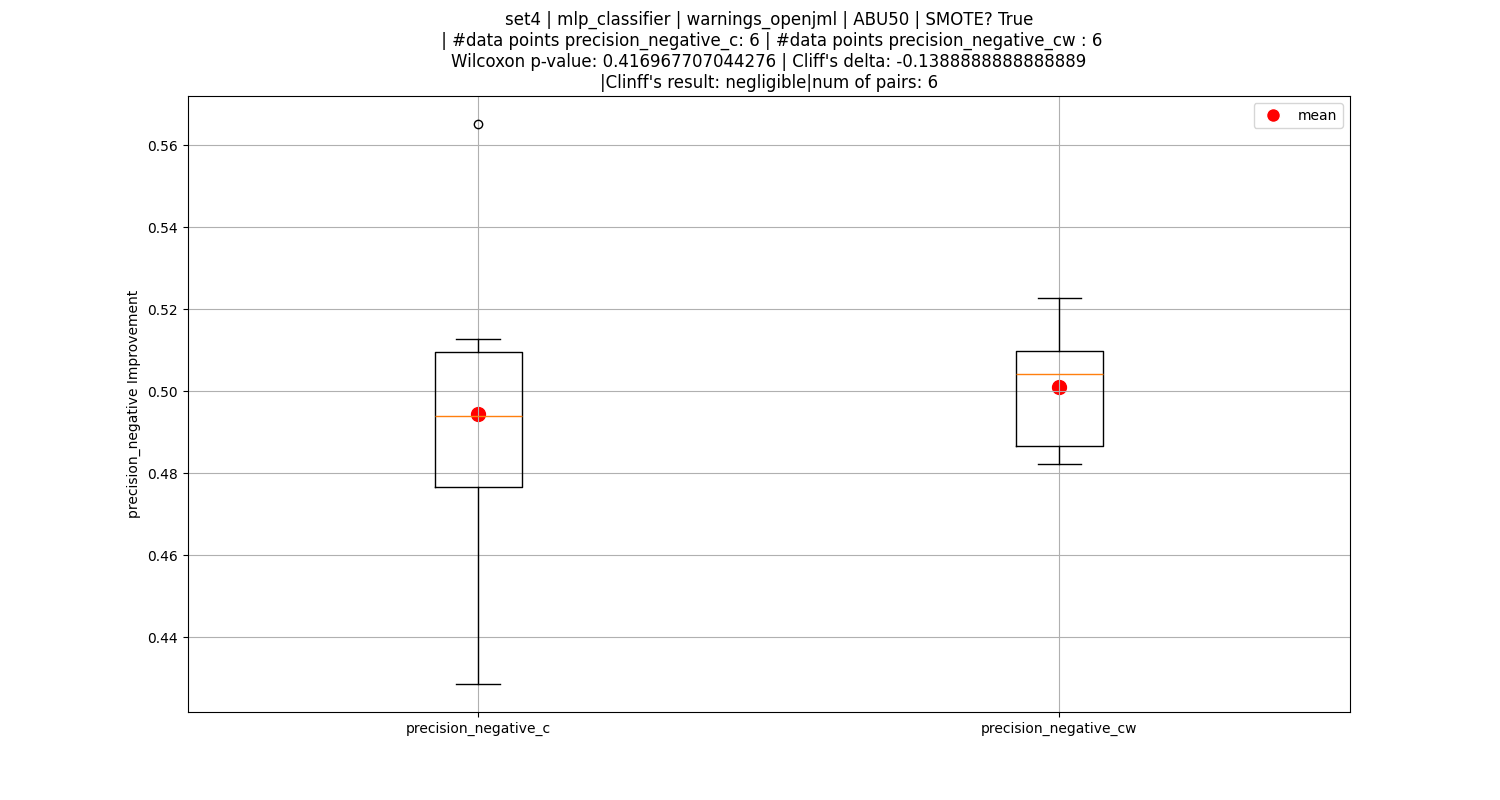 set4 | mlp_classifier | warnings_openjml | ABU50 | SMOTE? True
| #data points precision_negative_c: 6 | #data points precision_negative_cw : 6
Wilcoxon p-value: 0.416967707044276 | Cliff's delta: -0.1388888888888889
|Clinff's result: negligible|num of pairs: 6
mean
0.56
0.54
0.52
0.50
0.48
0.46
0.44
precision_negative Improvement
precision_negative_c
precision_negative_cw